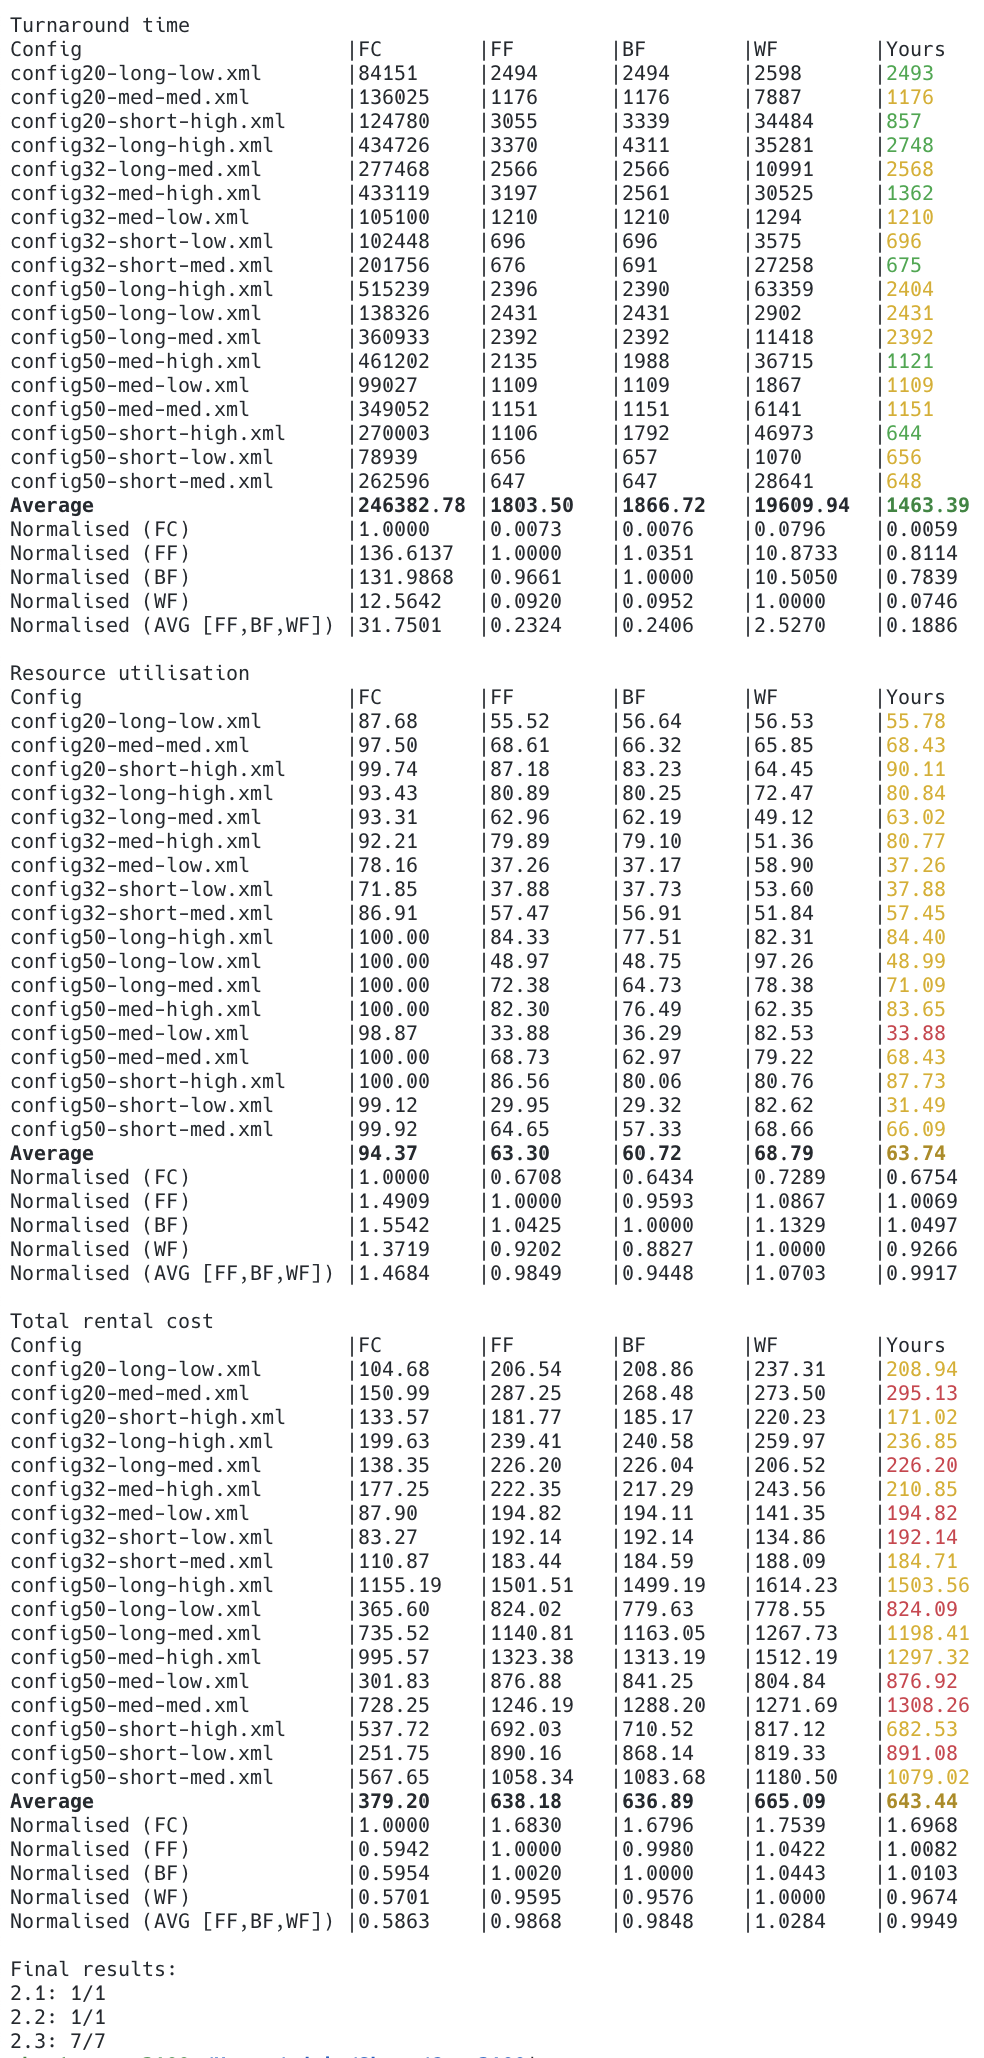 Turnaround time
Config |FC |FF |BF |WF |Yours
config20-long-low.xml |84151 |2494 |2494 |2598 |2493
config20-med-med.xml |136025 |1176 |1176 |7887 |1176
config20-short-high.xml |124780 |3055 |3339 |34484 |857
config32-long-high.xml |434726 |3370 |4311 |35281 |2748
config32-long-med.xml |277468 |2566 |2566 |10991 |2568
config32-med-high.xml |433119 |3197 |2561 |30525 |1362
config32-med-low.xml |105100 |1210 |1210 |1294 |1210
config32-short-low.xml |102448 |696 |696 |3575 |696
config32-short-med.xml |201756 |676 |691 |27258 |675
config50-long-high.xml |515239 |2396 |2390 |63359 |2404
config50-long-low.xml |138326 |2431 |2431 |2902 |2431
config50-long-med.xml |360933 |2392 |2392 |11418 |2392
config50-med-high.xml |461202 |2135 |1988 |36715 |1121
config50-med-low.xml |99027 |1109 |1109 |1867 |1109
config50-med-med.xml |349052 |1151 |1151 |6141 |1151
config50-short-high.xml |270003 |1106 |1792 |46973 |644
config50-short-low.xml |78939 |656 |657 |1070 |656
config50-short-med.xml |262596 |647 |647 |28641 |648
Average |246382.78 |1803.50 |1866.72 |19609.94 |1463.39
Normalised (FC) |1.0000 |0.0073 |0.0076 |0.0796 |0.0059
Normalised (FF) |136.6137 |1.0000 |1.0351 |10.8733 |0.8114
Normalised (BF) |131.9868 |0.9661 |1.0000 |10.5050 |0.7839
Normalised (WF) |12.5642 |0.0920 |0.0952 |1.0000 |0.0746
Normalised (AVG [FF,BF,WF]) |31.7501 |0.2324 |0.2406 |2.5270 |0.1886
Resource utilisation
Config |FC |FF |BF |WF |Yours
config20-long-low.xml |87.68 |55.52 |56.64 |56.53 |55.78
config20-med-med.xml |97.50 |68.61 |66.32 |65.85 |68.43
config20-short-high.xml |99.74 |87.18 |83.23 |64.45 |90.11
config32-long-high.xml |93.43 |80.89 |80.25 |72.47 |80.84
config32-long-med.xml |93.31 |62.96 |62.19 |49.12 |63.02
config32-med-high.xml |92.21 |79.89 |79.10 |51.36 |80.77
config32-med-low.xml |78.16 |37.26 |37.17 |58.90 |37.26
config32-short-low.xml |71.85 |37.88 |37.73 |53.60 |37.88
config32-short-med.xml |86.91 |57.47 |56.91 |51.84 |57.45
config50-long-high.xml |100.00 |84.33 |77.51 |82.31 |84.40
config50-long-low.xml |100.00 |48.97 |48.75 |97.26 |48.99
config50-long-med.xml |100.00 |72.38 |64.73 |78.38 |71.09
config50-med-high.xml |100.00 |82.30 |76.49 |62.35 |83.65
config50-med-low.xml |98.87 |33.88 |36.29 |82.53 |33.88
config50-med-med.xml |100.00 |68.73 |62.97 |79.22 |68.43
config50-short-high.xml |100.00 |86.56 |80.06 |80.76 |87.73
config50-short-low.xml |99.12 |29.95 |29.32 |82.62 |31.49
config50-short-med.xml |99.92 |64.65 |57.33 |68.66 |66.09
Average |94.37 |63.30 |60.72 |68.79 |63.74
Normalised (FC) |1.0000 |0.6708 |0.6434 |0.7289 |0.6754
Normalised (FF) |1.4909 |1.0000 |0.9593 |1.0867 |1.0069
Normalised (BF) |1.5542 |1.0425 |1.0000 |1.1329 |1.0497
Normalised (WF) |1.3719 |0.9202 |0.8827 |1.0000 |0.9266
Normalised (AVG [FF,BF,WF]) |1.4684 |0.9849 |0.9448 |1.0703 |0.9917
Total rental cost
Config |FC |FF |BF |WF |Yours
config20-long-low.xml |104.68 |206.54 |208.86 |237.31 |208.94
config20-med-med.xml |150.99 |287.25 |268.48 |273.50 |295.13
config20-short-high.xml |133.57 |181.77 |185.17 |220.23 |171.02
config32-long-high.xml |199.63 |239.41 |240.58 |259.97 |236.85
config32-long-med.xml |138.35 |226.20 |226.04 |206.52 |226.20
config32-med-high.xml |177.25 |222.35 |217.29 |243.56 |210.85
config32-med-low.xml |87.90 |194.82 |194.11 |141.35 |194.82
config32-short-low.xml |83.27 |192.14 |192.14 |134.86 |192.14
config32-short-med.xml |110.87 |183.44 |184.59 |188.09 |184.71
config50-long-high.xml |1155.19 |1501.51 |1499.19 |1614.23 |1503.56
config50-long-low.xml |365.60 |824.02 |779.63 |778.55 |824.09
config50-long-med.xml |735.52 |1140.81 |1163.05 |1267.73 |1198.41
config50-med-high.xml |995.57 |1323.38 |1313.19 |1512.19 |1297.32
config50-med-low.xml |301.83 |876.88 |841.25 |804.84 |876.92
config50-med-med.xml |728.25 |1246.19 |1288.20 |1271.69 |1308.26
config50-short-high.xml |537.72 |692.03 |710.52 |817.12 |682.53
config50-short-low.xml |251.75 |890.16 |868.14 |819.33 |891.08
config50-short-med.xml |567.65 |1058.34 |1083.68 |1180.50 |1079.02
Average |379.20 |638.18 |636.89 |665.09 |643.44
Normalised (FC) |1.0000 |1.6830 |1.6796 |1.7539 |1.6968
Normalised (FF) |0.5942 |1.0000 |0.9980 |1.0422 |1.0082
Normalised (BF) |0.5954 |1.0020 |1.0000 |1.0443 |1.0103
Normalised (WF) |0.5701 |0.9595 |0.9576 |1.0000 |0.9674
Normalised (AVG [FF,BF,WF]) |0.5863 |0.9868 |0.9848 |1.0284 |0.9949
Final results:
2.1: 1/1
2.2: 1/1
2.3: 7/7